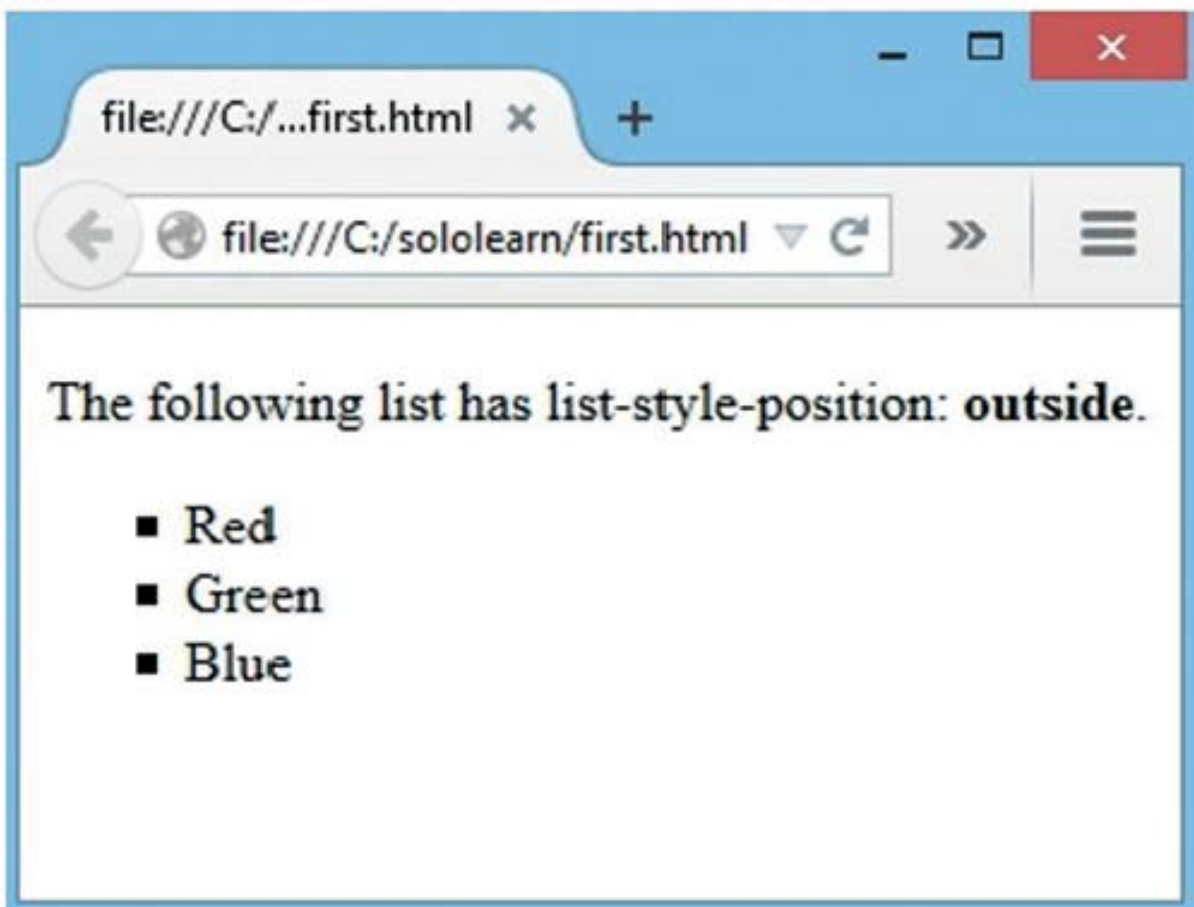 file:///C:/...first.html
file:///C:/sololearn/first.html
The following list has list-style-position: outside.
Red
Green
Blue